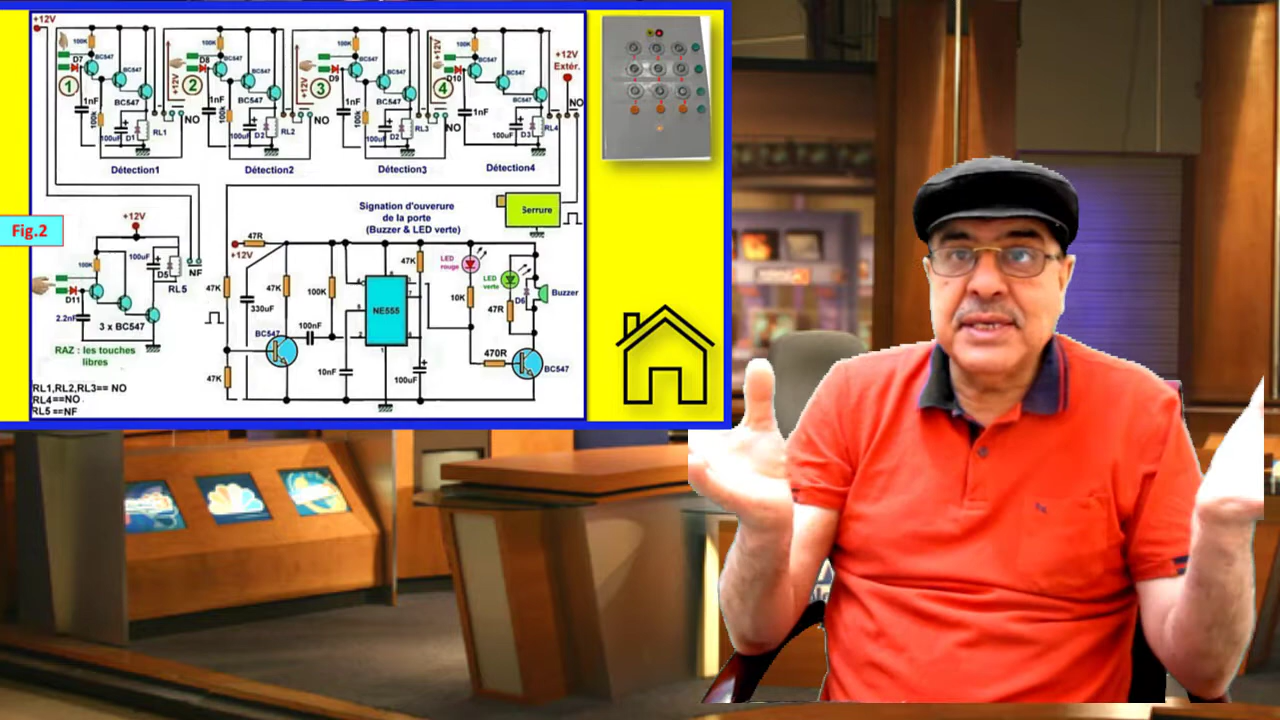 +12V
100K
D7
BC547
1
1nF
BC547
100k
100uF
D1
RL1
NO
Détection1
+12V
100K
D8
BC547
2
1nF
BC547
100k
100uF
D2
RL2
NO
Détection2
+12V
100K
D9
3
1nF
BC547
100k
100uF
D2
RL3
NO
Détection3
+12V
100K
D10
BC547
4
1nF
BC547
100uF
D3
RL4
NO
Détection4
+12V
Extér.
Serrure
Fig.2
+12V
100K
100uF
D5
RL5
NF
D11
2.2nF
3 x BC547
RAZ : les touches
libres
RL1,RL2,RL3== NO
RL4==NO
RL5 ==NF
Signation d'ouverure
de la porte
(Buzzer & LED verte)
47R
+12V
47K
47K
330uF
100K
100nF
BC547
47K
10nF
NE555
47K
100uF
LED
rouge
10K
LED
verte
D6
47R
Buzzer
470R
BC547